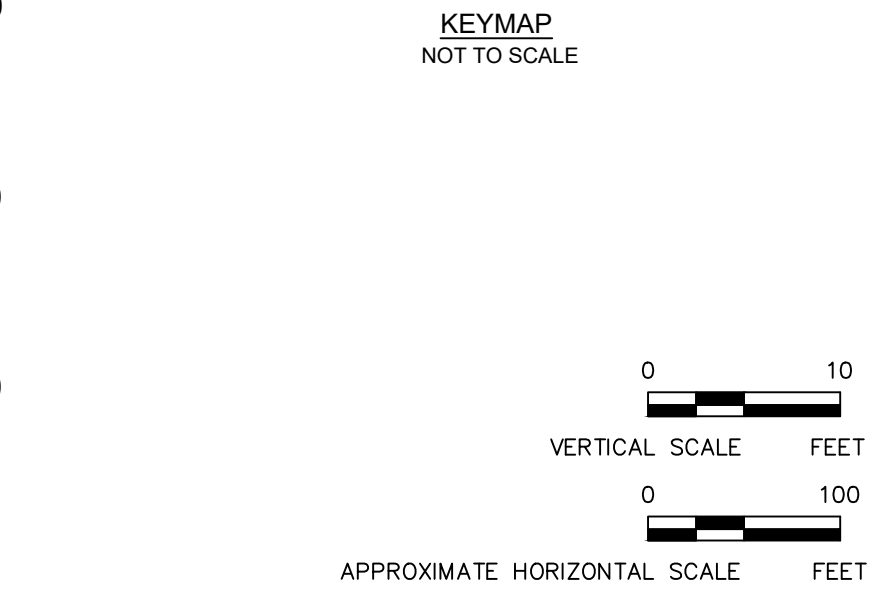 KEYMAP
NOT TO SCALE
0 10
VERTICAL SCALE FEET
0 100
APPROXIMATE HORIZONTAL SCALE FEET